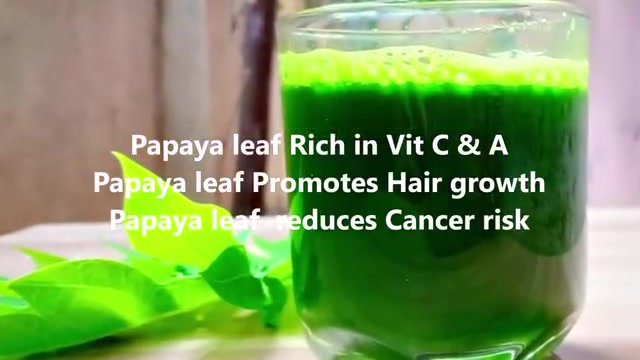 Papaya leaf Rich in Vit C & A
Papaya leaf Promotes Hair growth
Papaya leaf reduces Cancer risk